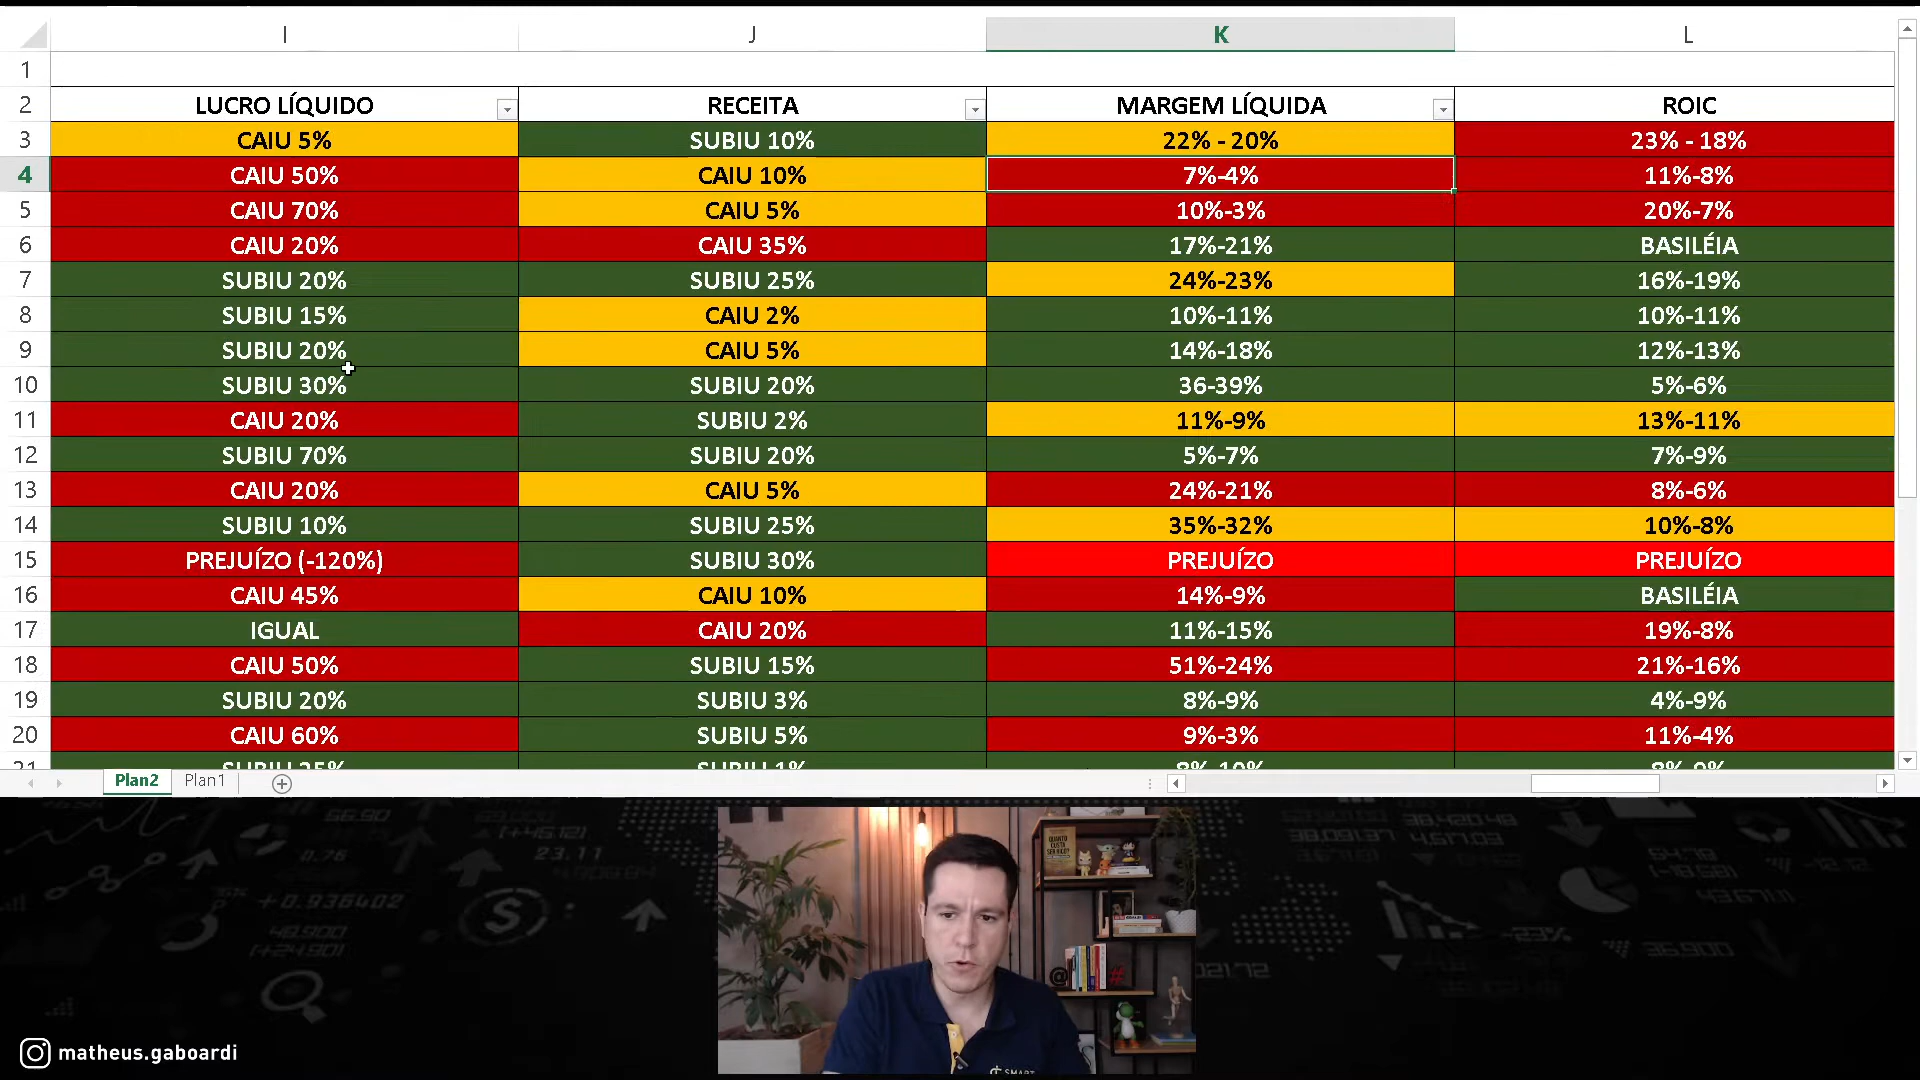 I J K L
1
2 LUCRO LÍQUIDO RECEITA MARGEM LÍQUIDA ROIC
3 CAIU 5% SUBIU 10% 22% - 20% 23% - 18%
4 CAIU 50% CAIU 10% 7%-4% 11%-8%
5 CAIU 70% CAIU 5% 10%-3% 20%-7%
6 CAIU 20% CAIU 35% 17%-21% BASILÉIA
7 SUBIU 20% SUBIU 25% 24%-23% 16%-19%
8 SUBIU 15% CAIU 2% 10%-11% 10%-11%
9 SUBIU 20% CAIU 5% 14%-18% 12%-13%
10 SUBIU 30% SUBIU 20% 36-39% 5%-6%
11 CAIU 20% SUBIU 2% 11%-9% 13%-11%
12 SUBIU 70% SUBIU 20% 5%-7% 7%-9%
13 CAIU 20% CAIU 5% 24%-21% 8%-6%
14 SUBIU 10% SUBIU 25% 35%-32% 10%-8%
15 PREJUÍZO (-120%) SUBIU 30% PREJUÍZO PREJUÍZO
16 CAIU 45% CAIU 10% 14%-9% BASILÉIA
17 IGUAL CAIU 20% 11%-15% 19%-8%
18 CAIU 50% SUBIU 15% 51%-24% 21%-16%
19 SUBIU 20% SUBIU 3% 8%-9% 4%-9%
20 CAIU 60% SUBIU 5% 9%-3% 11%-4%
Plan2 Plan1
23.11
+0.936402
matheus.gaboardi